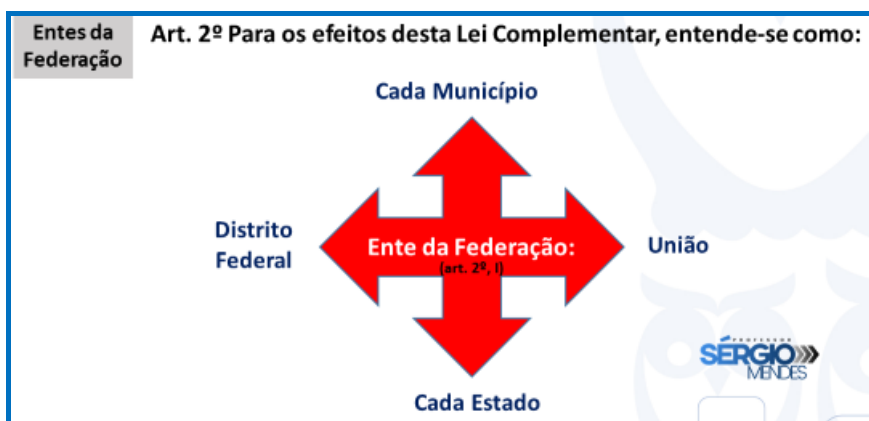 Entes da
Federação
Art. 2º Para os efeitos desta Lei Complementar, entende-se como:
Cada Município
Distrito
Federal
Ente da Federação:
(art. 2º, I)
União
PROFESSOR
SÉRGIO
MENDES
Cada Estado